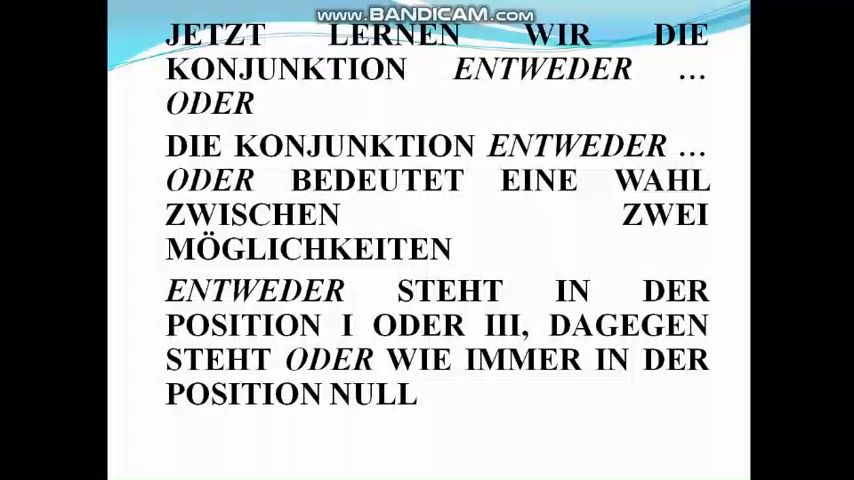 www.BANDICAM.com
JETZT LERNEN WIR DIE
KONJUNKTION ENTWEDER ...
ODER
DIE KONJUNKTION ENTWEDER ...
ODER BEDEUTET EINE WAHL
ZWISCHEN ZWEI
MÖGLICHKEITEN
ENTWEDER STEHT IN DER
POSITION I ODER III, DAGEGEN
STEHT ODER WIE IMMER IN DER
POSITION NULL